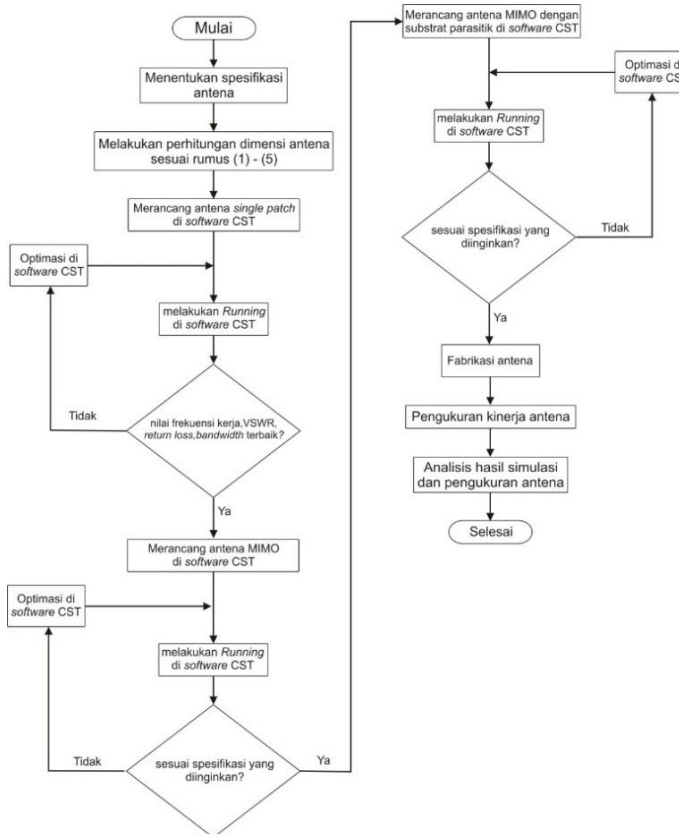 Mulai
Menentukan spesifikasi
antena
Melakukan perhitungan dimensi antena
sesuai rumus (1) - (5)
Merancang antena single patch
di software CST
Optimasi di
software CST
melakukan Running
di software CST
Tidak
nilai frekuensi kerja,VSWR,
return loss,bandwidth terbaik?
Ya
Merancang antena MIMO
di software CST
Optimasi di
software CST
melakukan Running
di software CST
Tidak
sesuai spesifikasi yang
diinginkan?
Ya
Merancang antena MIMO dengan
substrat parasitik di software CST
Optimasi di
software CS
melakukan Running
di software CST
sesuai spesifikasi yang
diinginkan?
Tidak
Ya
Fabrikasi antena
Pengukuran kinerja antena
Analisis hasil simulasi
dan pengukuran antena
Selesai